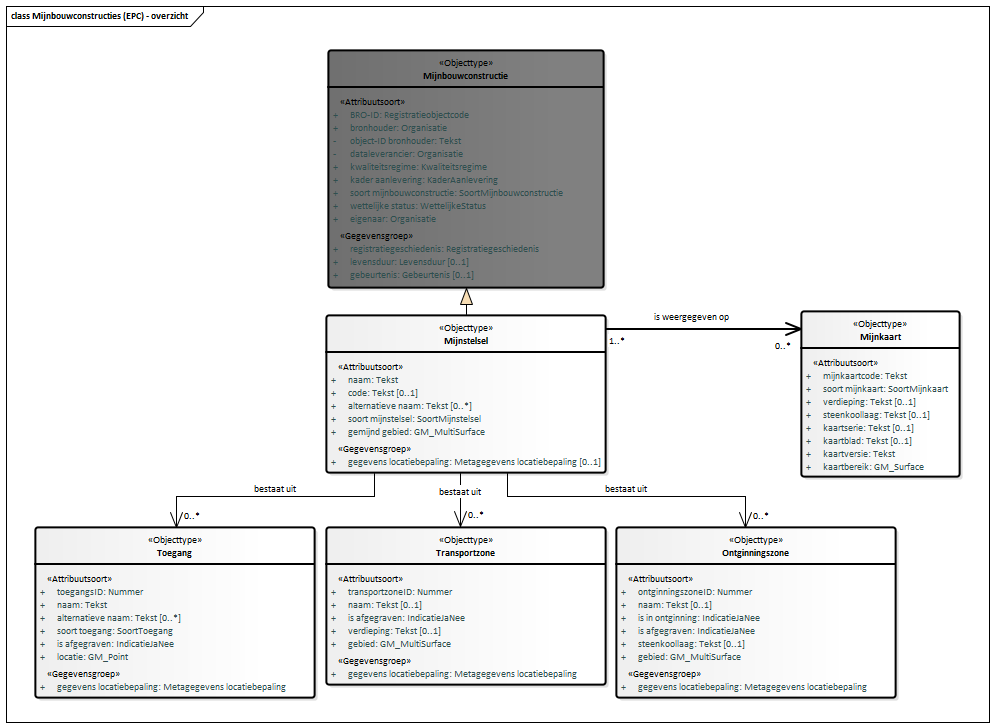 class Mijnbouwconstructies (EPC) - overzicht
«Objecttype»
Mijnbouwconstructie
«Attribuutsoort»
+ BRO-ID: Registratieobjectcode
+ bronhouder: Organisatie
- object-ID bronhouder: Tekst
- dataleverancier: Organisatie
+ kwaliteitsregime: Kwaliteitsregime
+ kader aanlevering: KaderAanlevering
+ soort mijnbouwconstructie: SoortMijnbouwconstructie
+ wettelijke status: WettelijkeStatus
+ eigenaar: Organisatie
«Gegevensgroep»
+ registratiegeschiedenis: Registratiegeschiedenis
+ levensduur: Levensduur [0..1]
+ gebeurtenis: Gebeurtenis [0..1]
«Objecttype»
Mijnstelsel
«Attribuutsoort»
+ naam: Tekst
+ code: Tekst [0..1]
+ alternatieve naam: Tekst [0..*]
+ soort mijnstelsel: SoortMijnstelsel
+ gemijnd gebied: GM_MultiSurface
«Gegevensgroep»
+ gegevens locatiebepaling: Metagegevens locatiebepaling [0..1]
is weergegeven op
1..*
0..*
«Objecttype»
Mijnkaart
«Attribuutsoort»
+ mijnkaartcode: Tekst
+ soort mijnkaart: SoortMijnkaart
+ verdieping: Tekst [0..1]
+ steenkoollaag: Tekst [0..1]
+ kaartserie: Tekst [0..1]
+ kaartblad: Tekst [0..1]
+ kaartversie: Tekst
+ kaartbereik: GM_Surface
bestaat uit
0..*
bestaat uit
0..*
bestaat uit
0..*
«Objecttype»
Toegang
«Attribuutsoort»
+ toegangsID: Nummer
+ naam: Tekst
+ alternatieve naam: Tekst [0..*]
+ soort toegang: SoortToegang
+ is afgegraven: IndicatieJaNee
+ locatie: GM_Point
«Gegevensgroep»
+ gegevens locatiebepaling: Metagegevens locatiebepaling
«Objecttype»
Transportzone
«Attribuutsoort»
+ transportzoneID: Nummer
+ naam: Tekst [0..1]
+ is afgegraven: IndicatieJaNee
+ verdieping: Tekst [0..1]
+ gebied: GM_MultiSurface
«Gegevensgroep»
+ gegevens locatiebepaling: Metagegevens locatiebepaling
«Objecttype»
Ontginningszone
«Attribuutsoort»
+ ontginningszoneID: Nummer
+ naam: Tekst [0..1]
+ is in ontginning: IndicatieJaNee
+ is afgegraven: IndicatieJaNee
+ steenkoollaag: Tekst [0..1]
+ gebied: GM_MultiSurface
«Gegevensgroep»
+ gegevens locatiebepaling: Metagegevens locatiebepaling